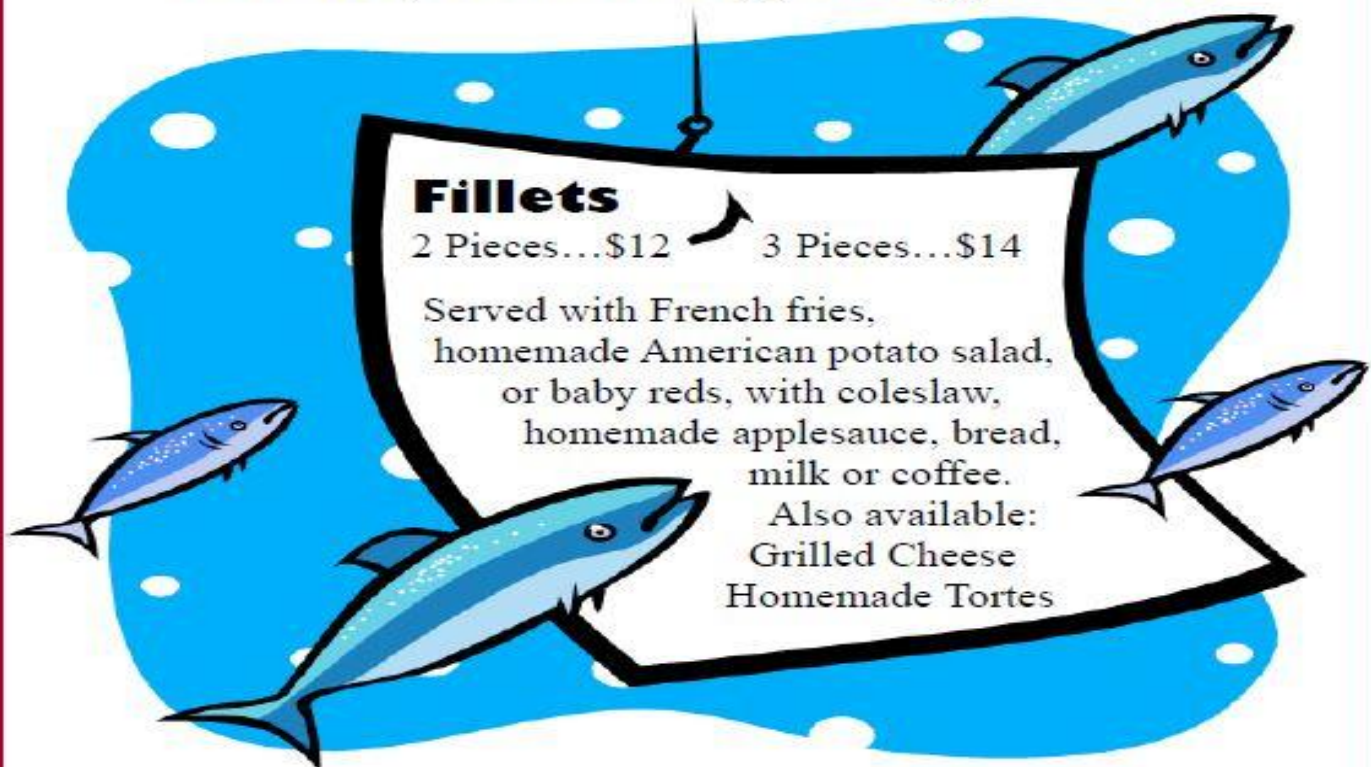 Fillets
2 Pieces...$12 3 Pieces...$14
Served with French fries,
homemade American potato salad,
or baby reds, with coleslaw,
homemade applesauce, bread,
milk or coffee.
Also available:
Grilled Cheese
Homemade Tortes